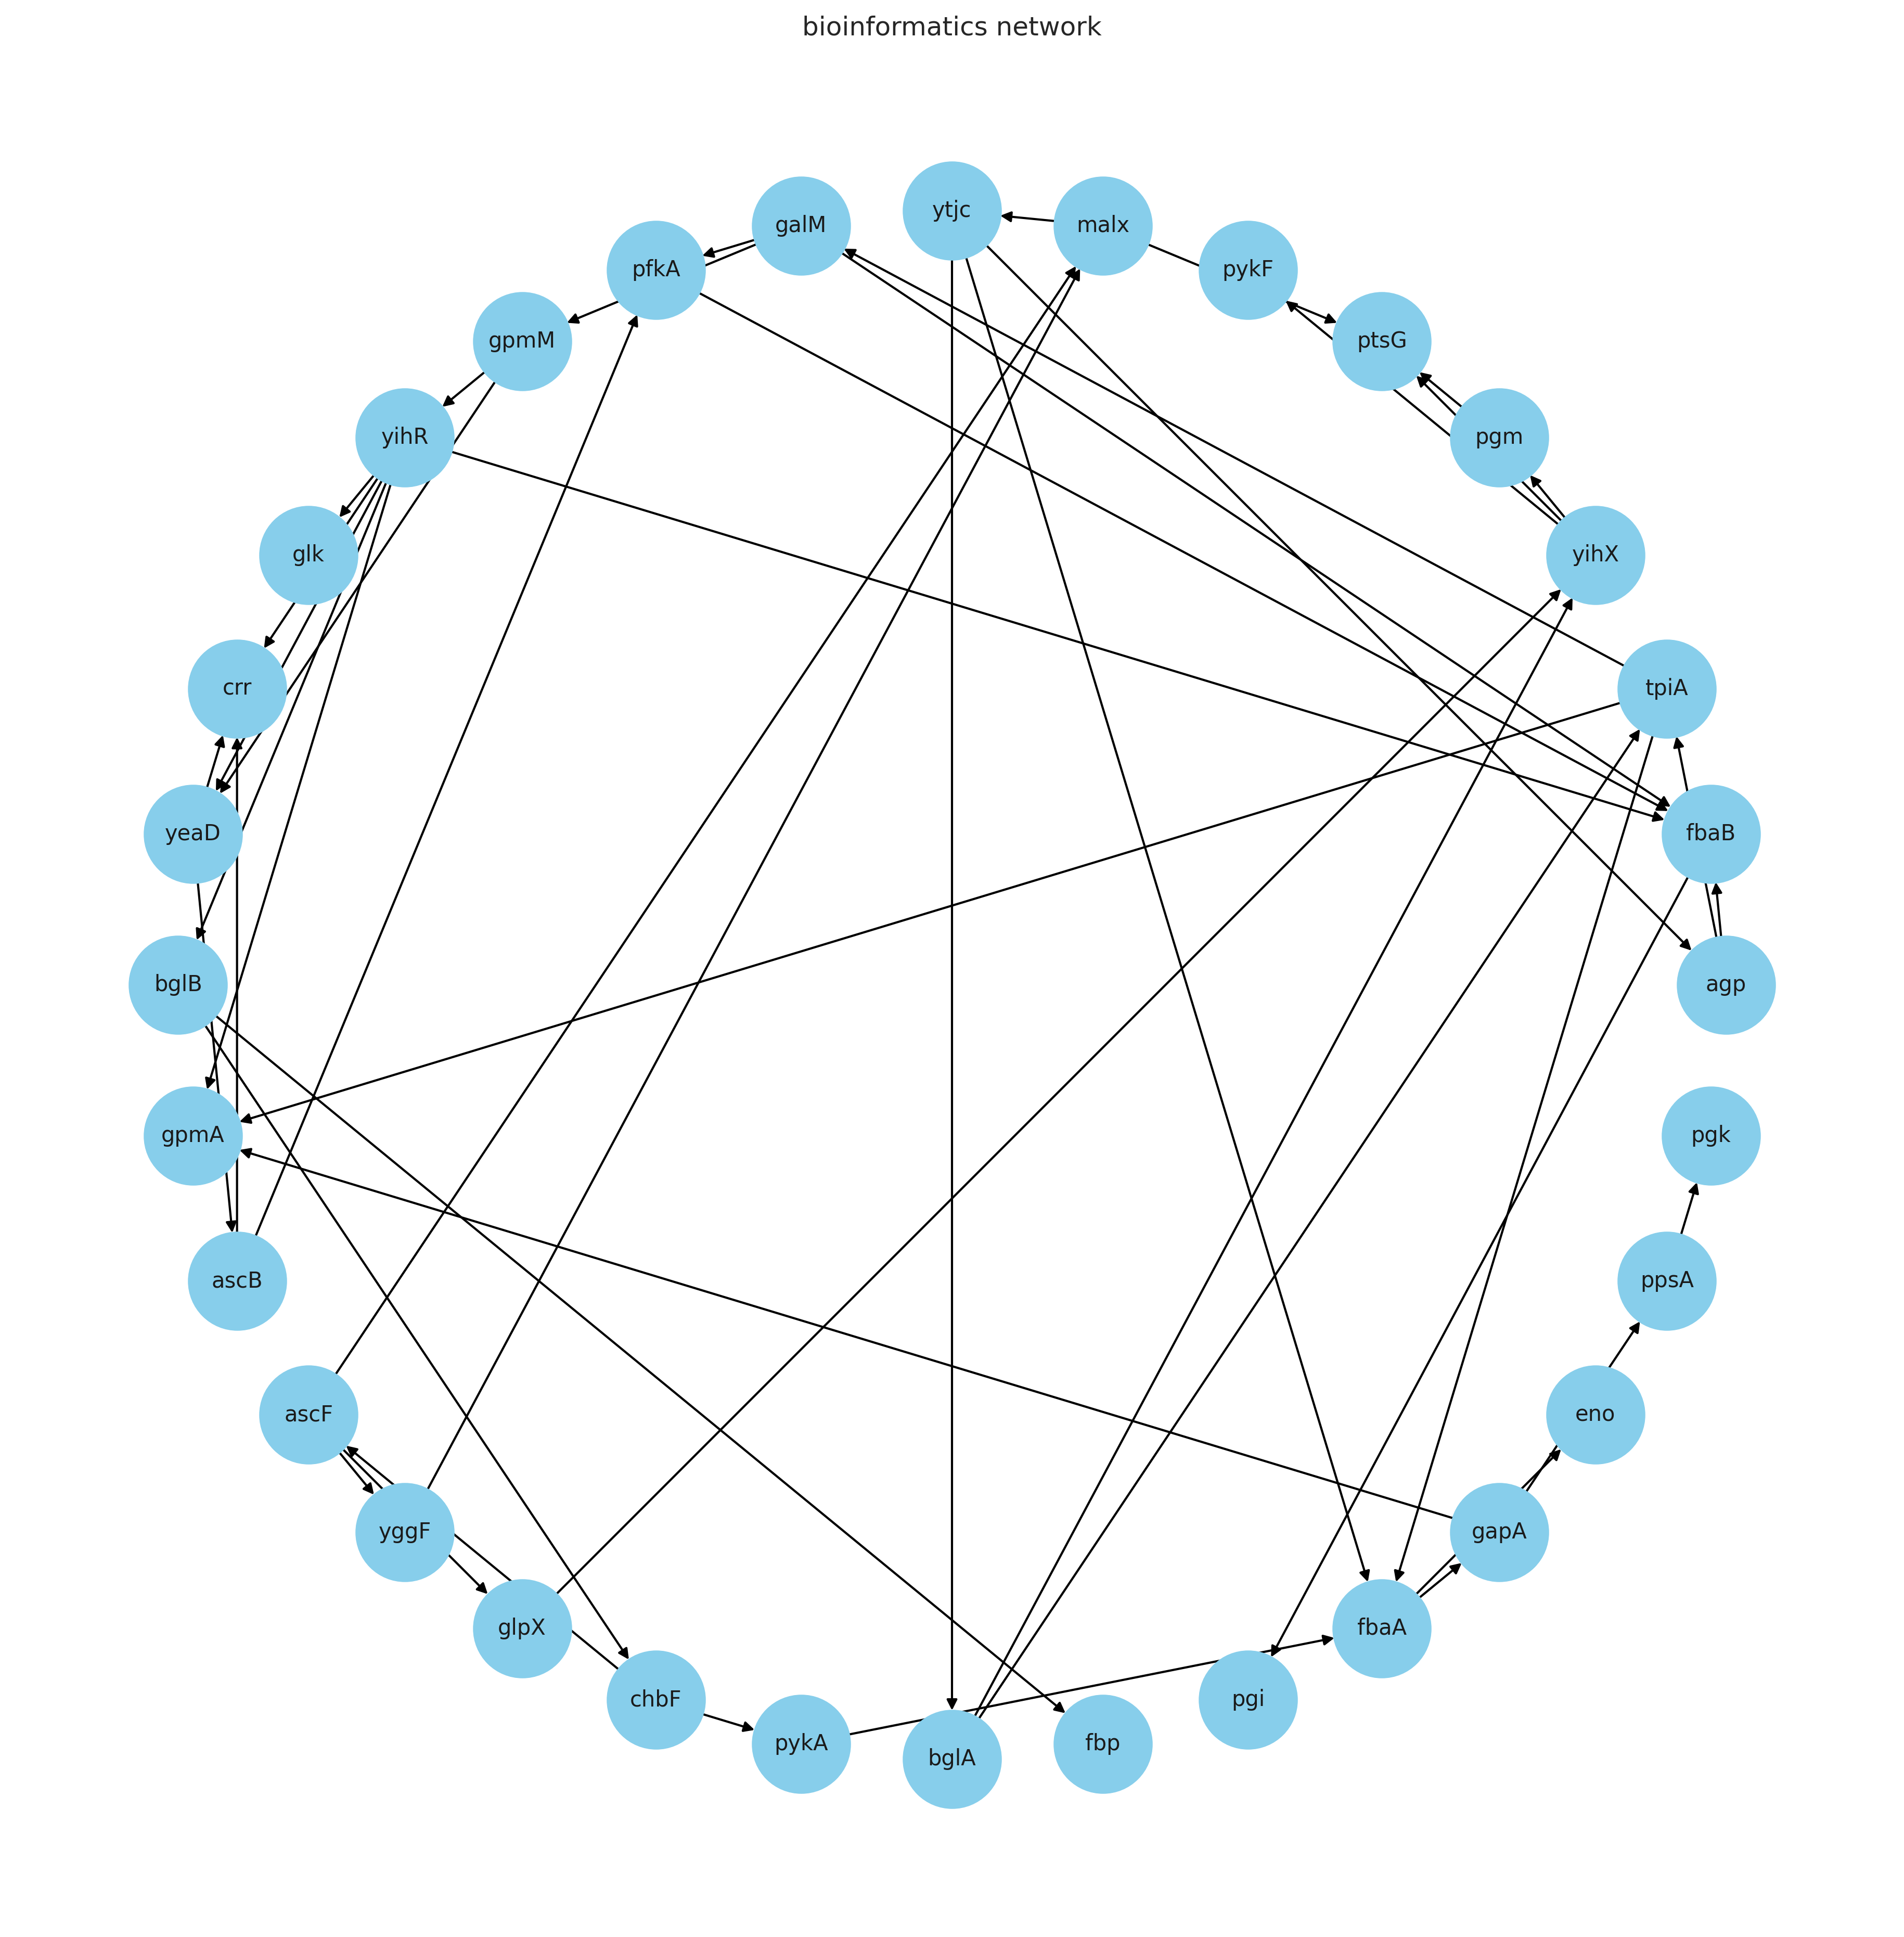 bioinformatics network
ytjc
galM
malx
pfkA
pykF
gpmM
ptsG
yihR
pgm
glk
yihX
crr
tpiA
yeaD
fbaB
bglB
agp
gpmA
pgk
ascB
ppsA
ascF
eno
yggF
gapA
glpX
fbaA
chbF
pgi
pykA
fbp
bglA